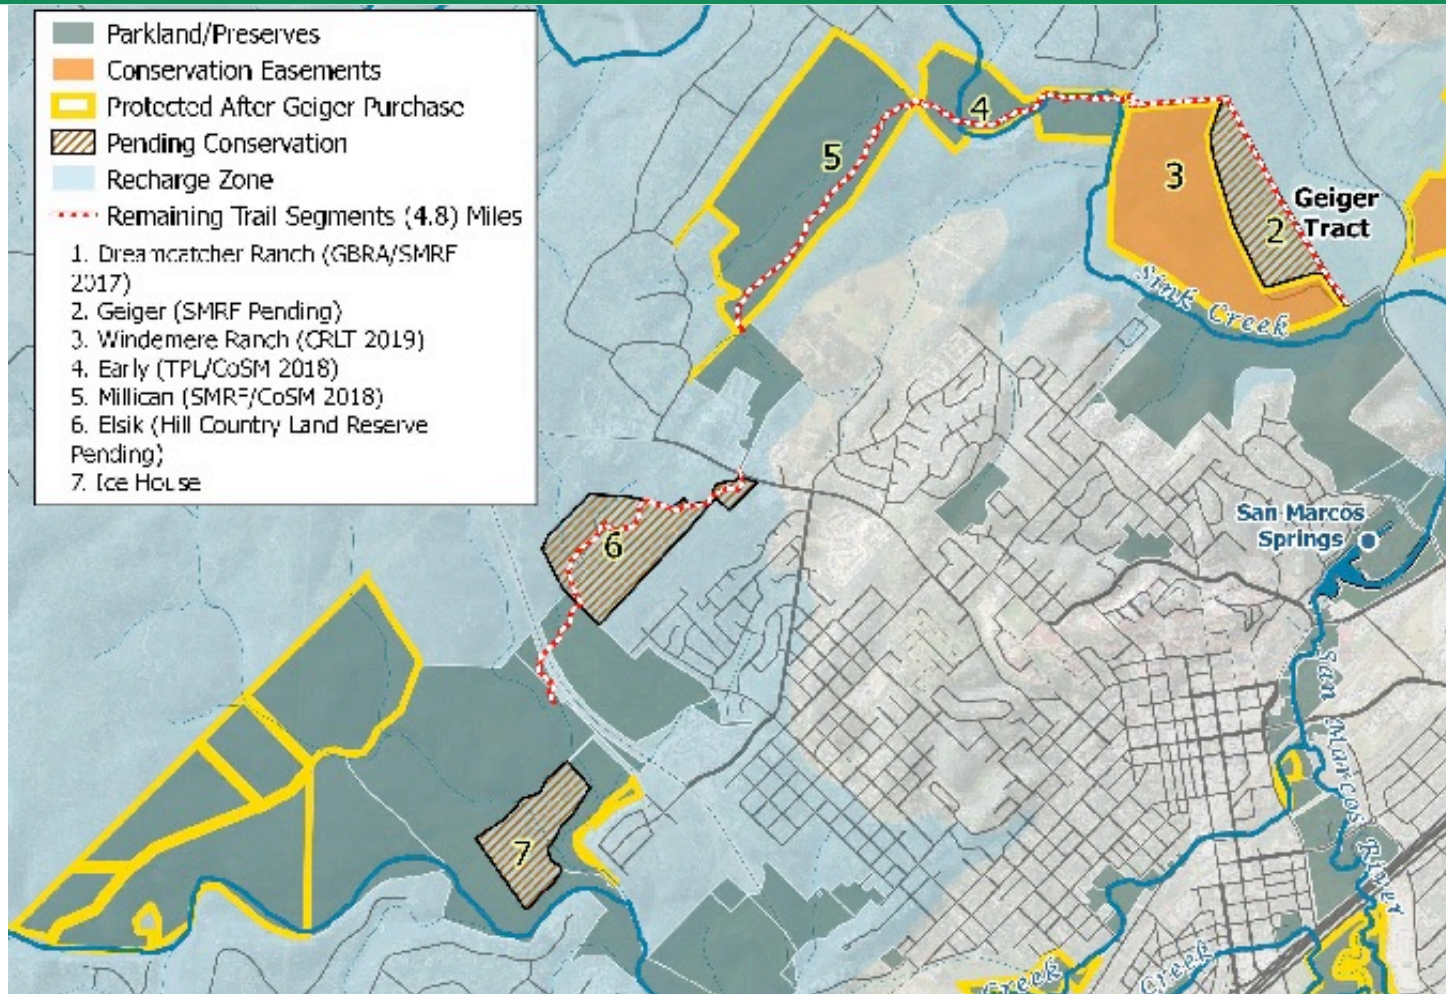 Parkland/Preserves
Conservation Easements
Protected After Geiger Purchase
Pending Conservation
Recharge Zone
Remaining Trail Segments (4.8) Miles
1. Dreamcatcher Ranch (GBRA/SMRF
2017)
2. Geiger (SMRF Pending)
3. Windemere Ranch (CRLT 2019)
4. Early (TPL/CoSM 2018)
5. Millican (SMRF/CoSM 2018)
6. Elsik (Hill Country Land Reserve
Pending)
7. Ice House
4
5
3
Geiger
Tract
2
Sink Creek
San Marcos
Springs
6
San Marcos River
7
Creek
Creek